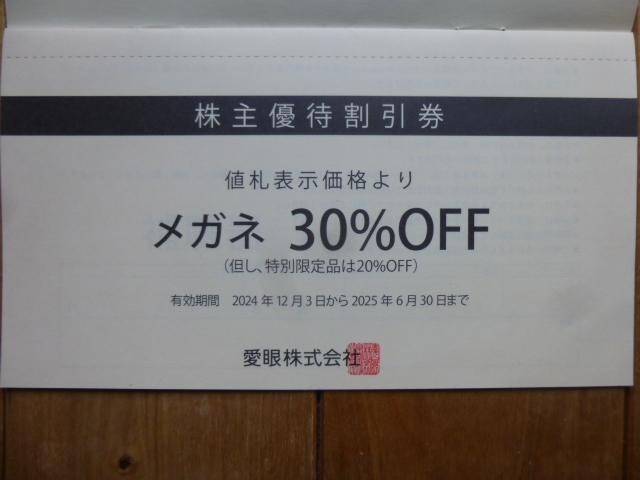 株主優待割引券
値札表示価格より
メガネ 30%OFF
(但し、特別限定品は20%OFF)
有効期間 2024年12月3日から2025年6月30日まで
愛眼株式会社